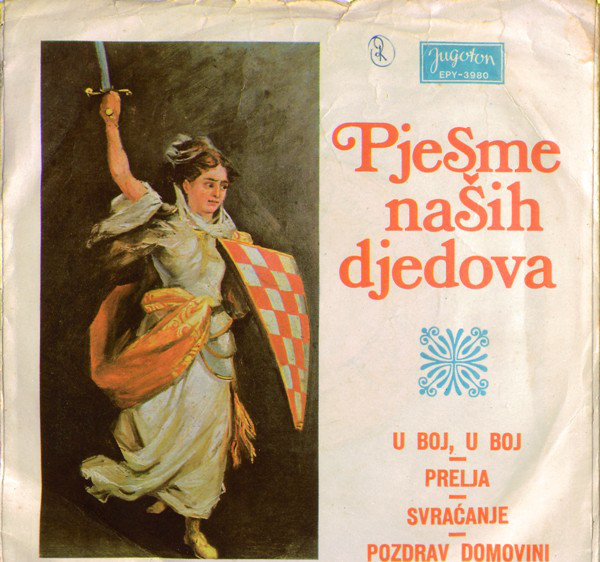 Jugoton
EPY-3980
PjeSme
naŠih
djedova
U BOJ, U BOJ
PRELJA
SVRAĆANJE
POZDRAV DOMOVINI